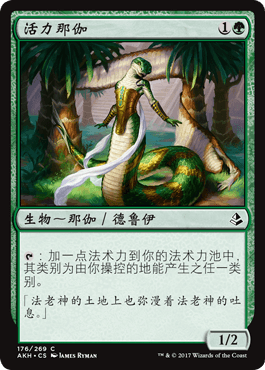 活力那伽 1
生物～那伽／德鲁伊
：加一点法术力到你的法术力池中，
其类别为由你操控的地能产生之任一类
别。
「法老神的土地上也弥漫着法老神的吐
息。」
1/2
176/269 C
AKH • CS JAMES RYMAN
™ & © 2017 Wizards of the Coast